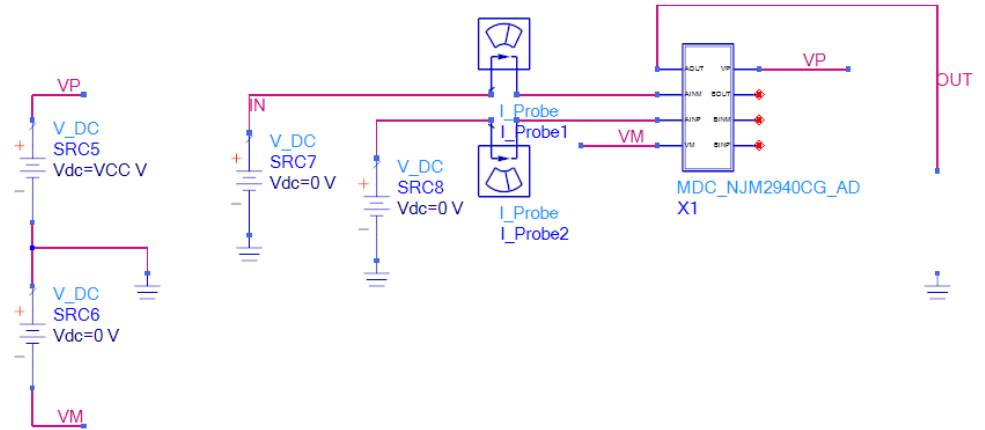 VP
V_DC
SRC5
Vdc=VCC V
V_DC
SRC6
Vdc=0 V
VM
IN
V_DC
SRC7
Vdc=0 V
V_DC
SRC8
Vdc=0 V
I_Probe
I_Probe1
I_Probe
I_Probe2
VM
AOUT
AINM
AINP
VM
VP
BOUT
BINM
BINP
VP
MDC_NJM2940CG_AD
X1
OUT